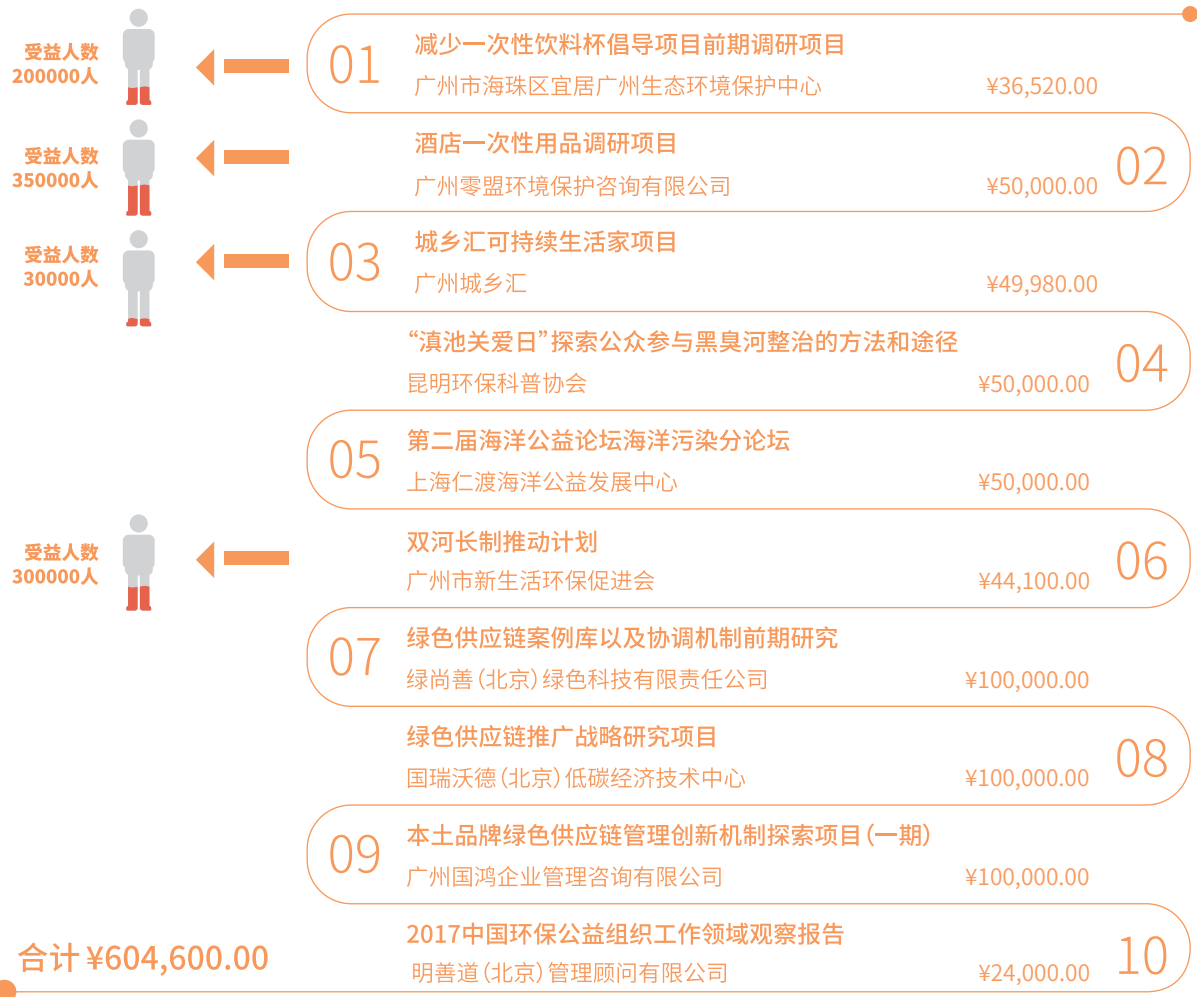 受益人数
200000人
01
减少一次性饮料杯倡导项目前期调研项目
广州市海珠区宜居广州生态环境保护中心
¥36,520.00
受益人数
350000人
酒店一次性用品调研项目
广州零盟环境保护咨询有限公司
¥50,000.00
02
受益人数
30000人
03
城乡汇可持续生活家项目
广州城乡汇
¥49,980.00
“滇池关爱日”探索公众参与黑臭河整治的方法和途径
昆明环保科普协会
¥50,000.00
04
05
第二届海洋公益论坛海洋污染分论坛
上海仁渡海洋公益发展中心
¥50,000.00
受益人数
300000人
双河长制推动计划
广州市新生活环保促进会
¥44,100.00
06
07
绿色供应链案例库以及协调机制前期研究
绿尚善（北京）绿色科技有限责任公司
¥100,000.00
绿色供应链推广战略研究项目
国瑞沃德（北京）低碳经济技术中心
¥100,000.00
08
09
本土品牌绿色供应链管理创新机制探索项目（一期）
广州国鸿企业管理咨询有限公司
¥100,000.00
2017中国环保公益组织工作领域观察报告
明善道（北京）管理顾问有限公司
¥24,000.00
10
合计 ¥604,600.00